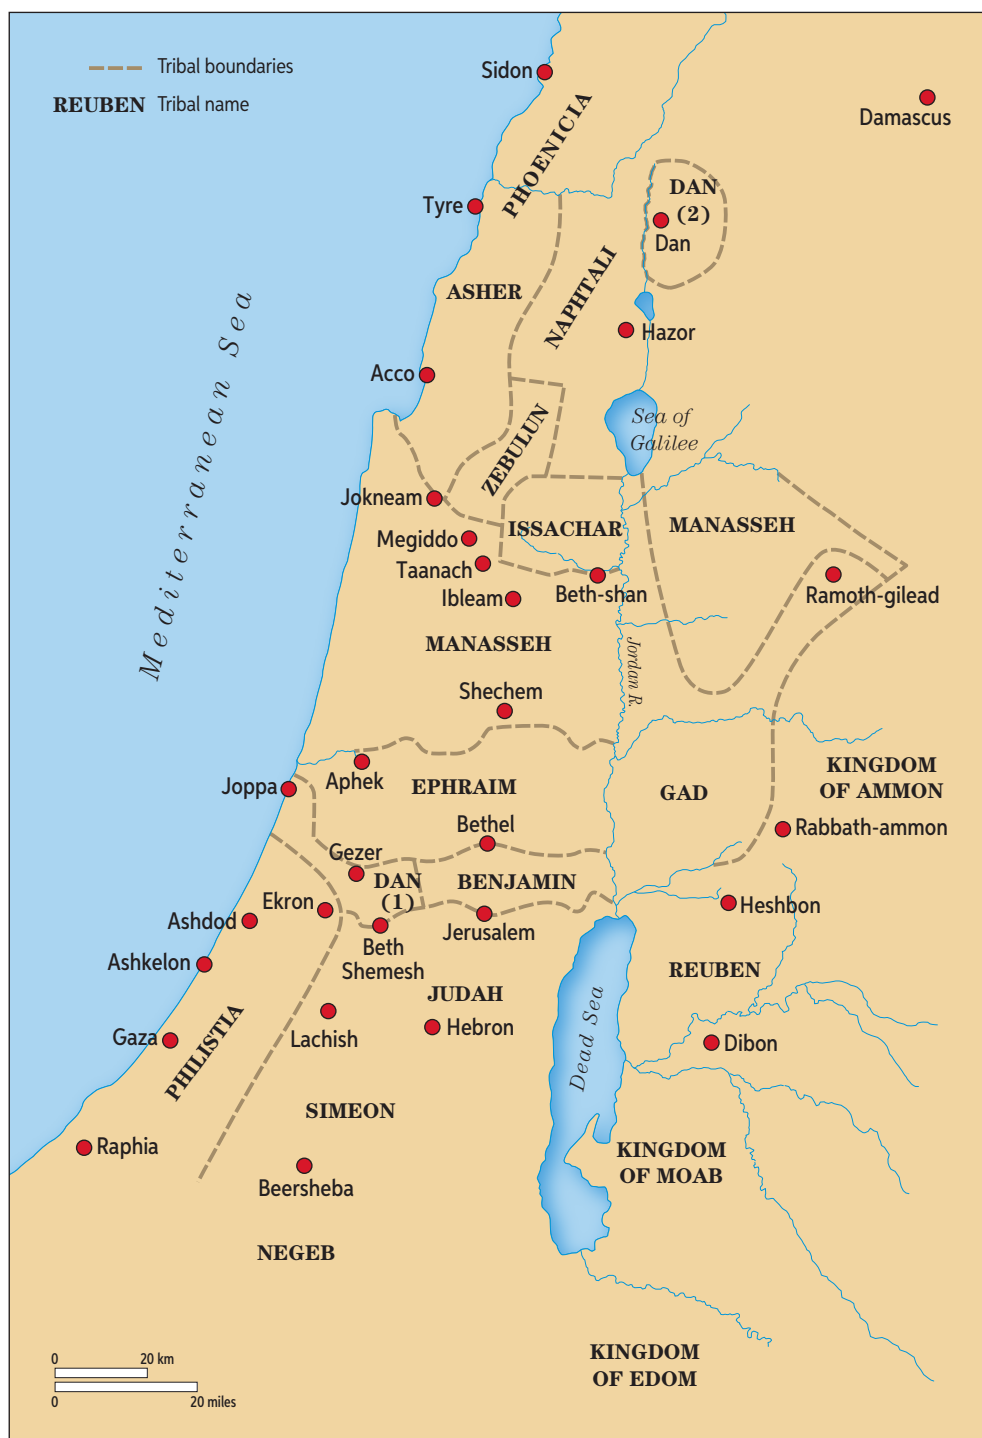 Tribal boundaries
REUBEN Tribal name
Sidon
Damascus
PHOENICIA
DAN
(2)
Tyre
Dan
ASHER
NAPHTALI
Hazor
Mediterranean Sea
Acco
Sea of
Galilee
ZEBULUN
Jokneam
ISSACHAR
MANASSEH
Megiddo
Taanach
Ibleam
Beth-shan
Ramoth-gilead
MANASSEH
Jordan R.
Shechem
Aphek
Joppa
EPHRAIM
GAD
KINGDOM
OF AMMON
Bethel
Rabbath-ammon
Gezer
DAN
(1)
BENJAMIN
Ekron
Heshbon
Ashdod
Jerusalem
Beth
Shemesh
Ashkelon
REUBEN
JUDAH
Lachish
Hebron
Dead Sea
Gaza
PHILISTIA
Dibon
SIMEON
Raphia
KINGDOM
OF MOAB
Beersheba
NEGEB
KINGDOM
OF EDOM
0 20 km
0 20 miles